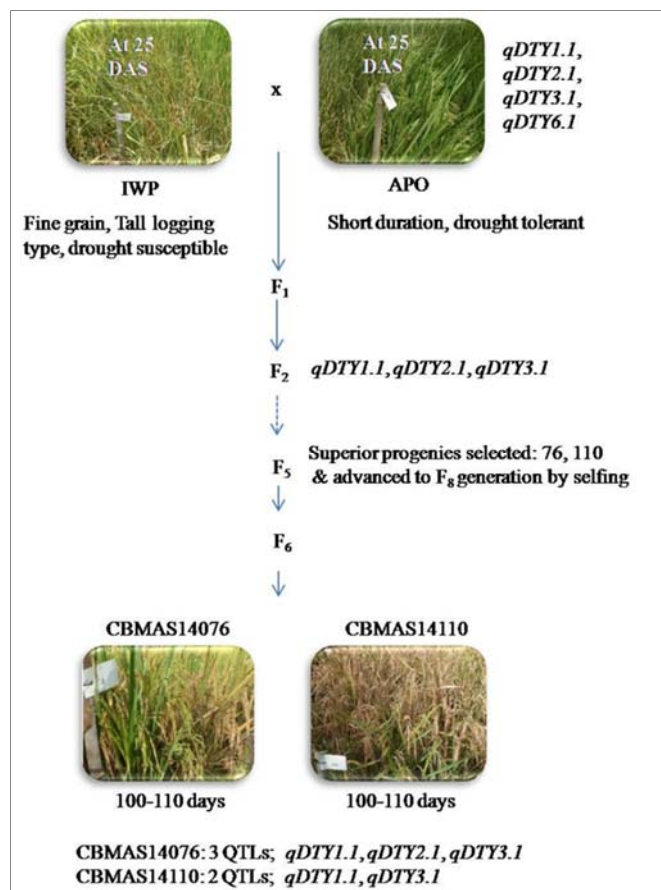 At 25
DAS
x
At 25
DAS
qDTY1.1,
qDTY2.1,
qDTY3.1,
qDTY6.1
IWP
APO
Fine grain, Tall logging
type, drought susceptible
Short duration, drought tolerant
F1
F2 qDTY1.1, qDTY2.1, qDTY3.1
F5 Superior progenies selected: 76, 110
& advanced to F8 generation by selfing
F6
CBMAS14076
CBMAS14110
100-110 days
100-110 days
CBMAS14076: 3 QTLs; qDTY1.1, qDTY2.1, qDTY3.1
CBMAS14110: 2 QTLs; qDTY1.1, qDTY3.1